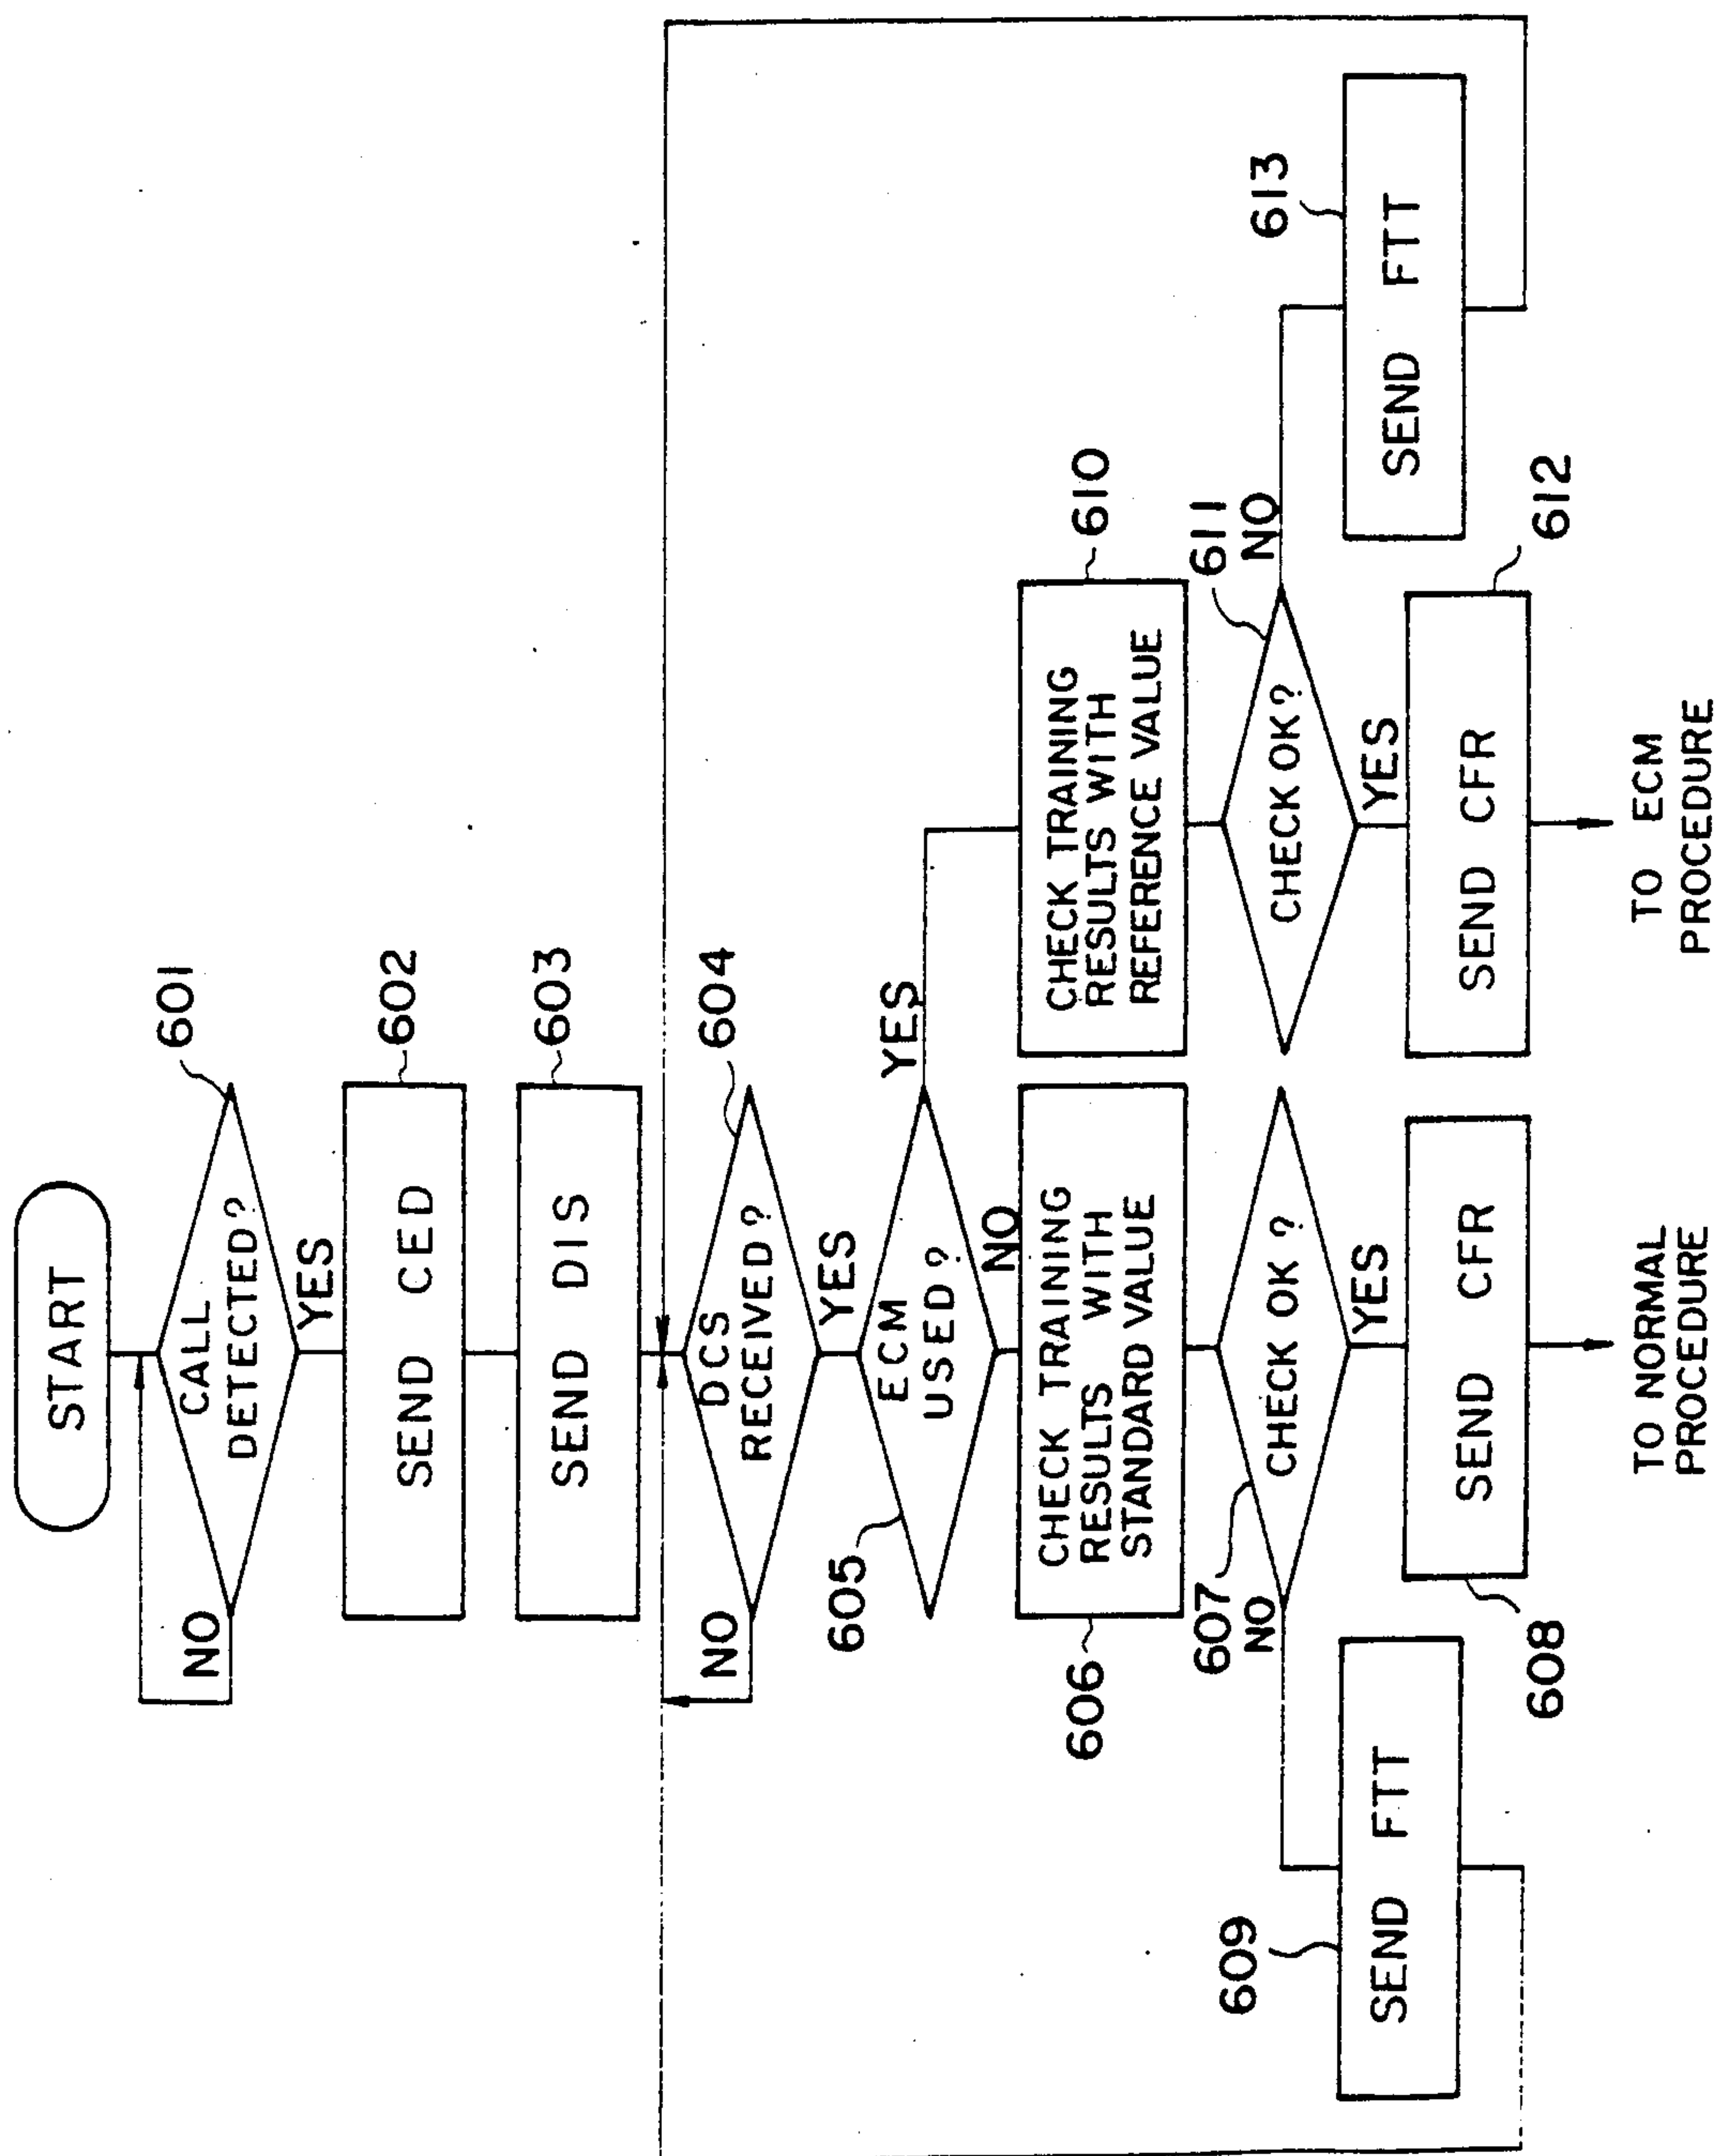 START
601
CALL
DETECTED?
NO
YES
602
SEND CED
603
SEND DIS
604
DCS
RECEIVED?
NO
YES
605
ECM
USED?
YES
NO
606
CHECK TRAINING
RESULTS WITH
STANDARD VALUE
610
CHECK TRAINING
RESULTS WITH
REFERENCE VALUE
607
NO
CHECK OK?
YES
611
NO
CHECK OK?
YES
609
SEND FTT
608
SEND CFR
612
SEND CFR
613
SEND FTT
TO NORMAL
PROCEDURE
TO ECM
PROCEDURE